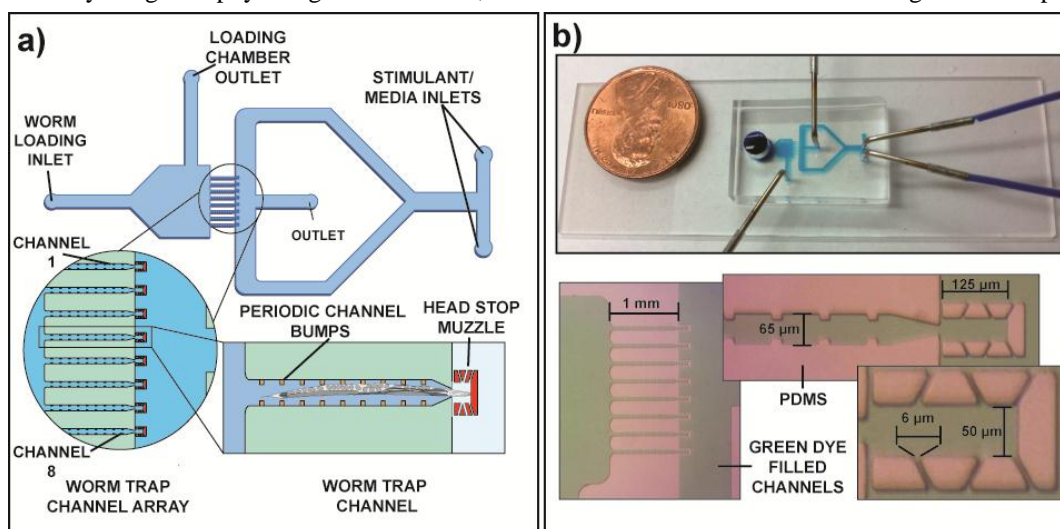 a)
LOADING
CHAMBER
OUTLET
STIMULANT/
MEDIA INLETS
WORM
LOADING
INLET
OUTLET
CHANNEL
1
PERIODIC CHANNEL
BUMPS
HEAD STOP
MUZZLE
CHANNEL
8
WORM TRAP
CHANNEL ARRAY
WORM TRAP
CHANNEL
b)
1 mm
65 µm
125 µm
PDMS
6 µm
50 µm
GREEN DYE
FILLED
CHANNELS